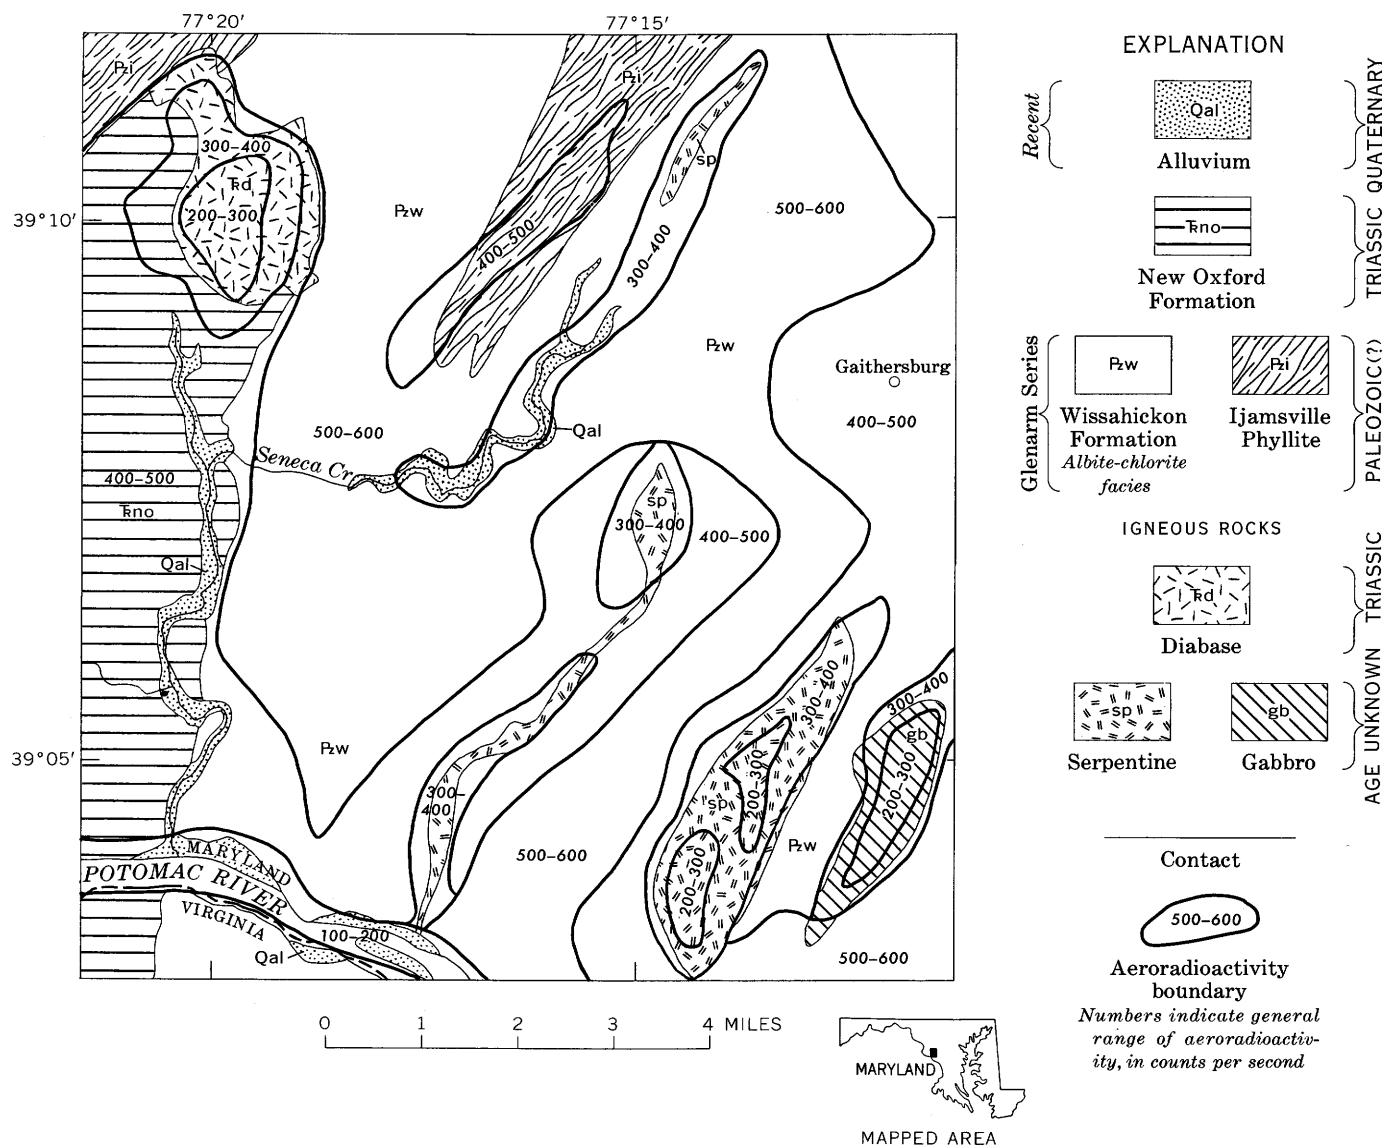 77°20′
77°15′
39°10′
39°05′
Pzi
Pzi
sp
300-400
Ћd
200-300
Pzw
400-500
500-600
300-400
Pzw
Gaithersburg
400-500
Qal
500-600
Seneca Cr
400-500
Ћno
Qal
sp
300-400
400-500
Pzw
300-
400
500-600
300-400
sp
200-300
200-300
Pzw
300-400
gb
200-300
500-600
MARYLAND
POTOMAC RIVER
VIRGINIA
100-200
Qal
0 1 2 3 4 MILES
MARYLAND
MAPPED AREA
EXPLANATION
Qal
Alluvium
Recent
QUATERNARY
Ћno
New Oxford
Formation
TRIASSIC
Glenarm Series
Pzw
Wissahickon
Formation
Albite-chlorite
facies
Pzi
Ijamsville
Phyllite
PALEOZOIC(?)
IGNEOUS ROCKS
Ћd
Diabase
TRIASSIC
sp
Serpentine
gb
Gabbro
AGE UNKNOWN
Contact
500-600
Aeroradioactivity
boundary
Numbers indicate general
range of aeroradioactiv-
ity, in counts per second